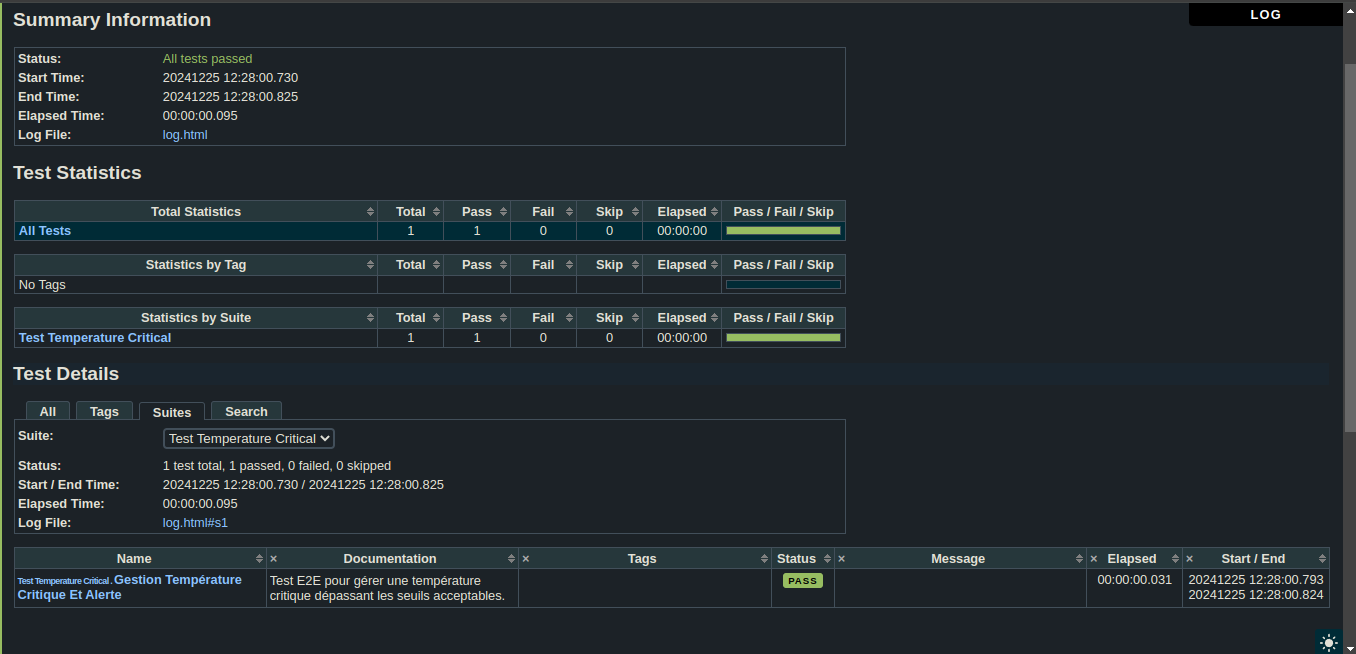 LOG
Summary Information
Status: All tests passed
Start Time: 20241225 12:28:00.730
End Time: 20241225 12:28:00.825
Elapsed Time: 00:00:00.095
Log File: log.html
Test Statistics
Total Statistics Total Pass Fail Skip Elapsed Pass / Fail / Skip
All Tests 1 1 0 0 00:00:00
Statistics by Tag Total Pass Fail Skip Elapsed Pass / Fail / Skip
No Tags
Statistics by Suite Total Pass Fail Skip Elapsed Pass / Fail / Skip
Test Temperature Critical 1 1 0 0 00:00:00
Test Details
All Tags Suites Search
Suite: Test Temperature Critical
Status: 1 test total, 1 passed, 0 failed, 0 skipped
Start / End Time: 20241225 12:28:00.730 / 20241225 12:28:00.825
Elapsed Time: 00:00:00.095
Log File: log.html#s1
Name × Documentation × Tags Status × Message × Elapsed × Start / End
Test Temperature Critical . Gestion Température Test E2E pour gérer une température PASS 00:00:00.031 20241225 12:28:00.793
Critique Et Alerte critique dépassant les seuils acceptables. 20241225 12:28:00.824